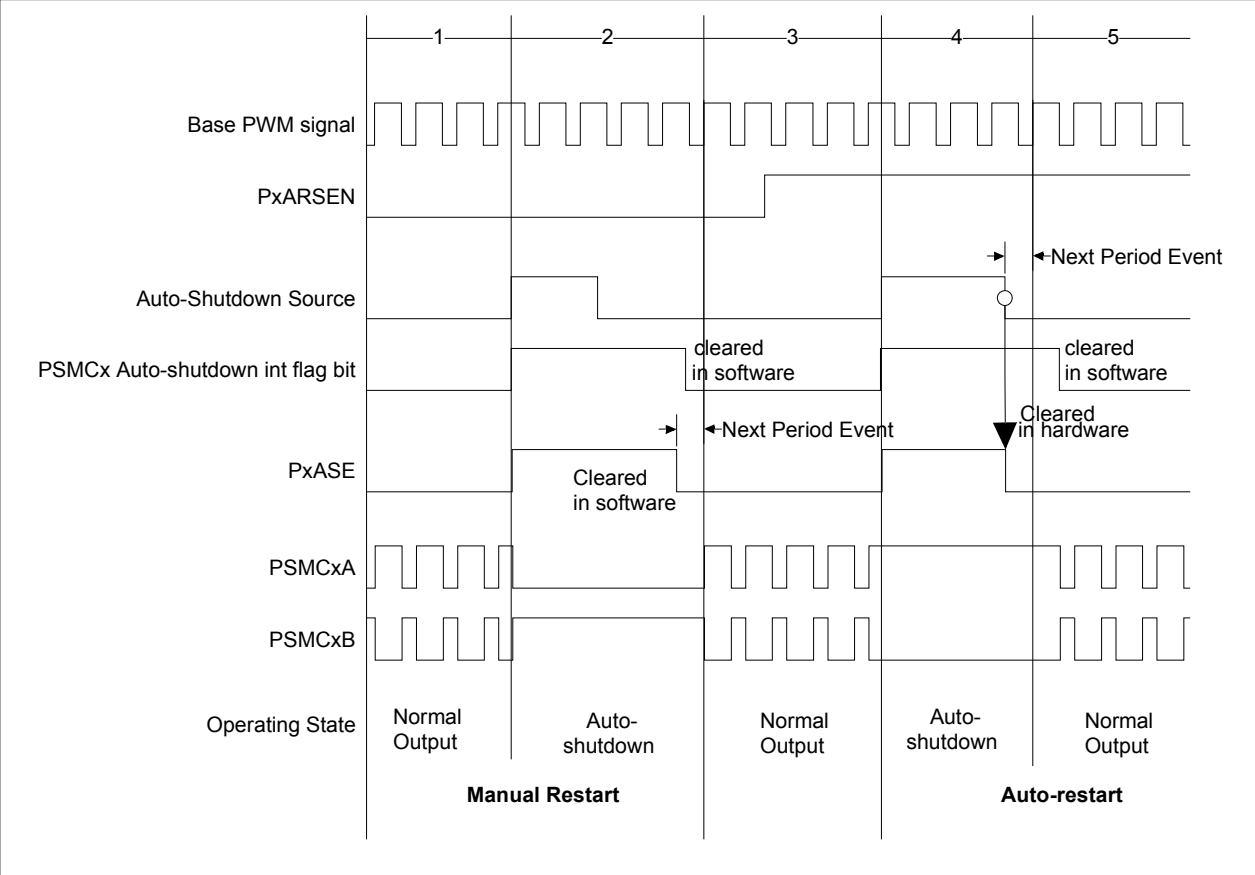 1
2
3
4
5
Base PWM signal
PxARSEN
Next Period Event
Auto-Shutdown Source
PSMCx Auto-shutdown int flag bit
cleared
in software
cleared
in software
Next Period Event
Cleared
in hardware
PxASE
Cleared
in software
PSMCxA
PSMCxB
Operating State
Normal
Output
Auto-
shutdown
Normal
Output
Auto-
shutdown
Normal
Output
Manual Restart
Auto-restart